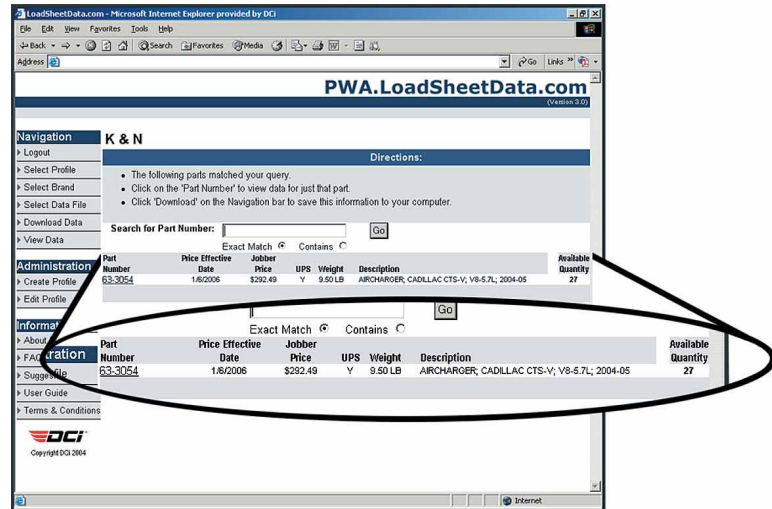 LoadSheetData.com - Microsoft Internet Explorer provided by DCi
File Edit View Favorites Tools Help
Back Search Favorites Media
Address Go Links »
PWA.LoadSheetData.com
(Version 3.0)
Navigation
Logout
Select Profile
Select Brand
Select Data File
Download Data
View Data
Administration
Create Profile
Edit Profile
Informat
About
FAQ
Sugges
User Guide
Terms & Conditions
DCi
Copyright DCi 2004
K & N
Directions:
• The following parts matched your query.
• Click on the 'Part Number' to view data for just that part.
• Click 'Download' on the Navigation bar to save this information to your computer.
Search for Part Number: Go
Exact Match Contains
Part Price Effective Jobber Available
Number Date Price UPS Weight Description Quantity
63-3054 1/6/2006 $292.49 Y 9.50 LB AIRCHARGER; CADILLAC CTS-V; V8-5.7L; 2004-05 27
Go
Exact Match Contains
tration
file
Part Price Effective Jobber Available
Number Date Price UPS Weight Description Quantity
63-3054 1/6/2006 $292.49 Y 9.50 LB AIRCHARGER; CADILLAC CTS-V; V8-5.7L; 2004-05 27
Internet